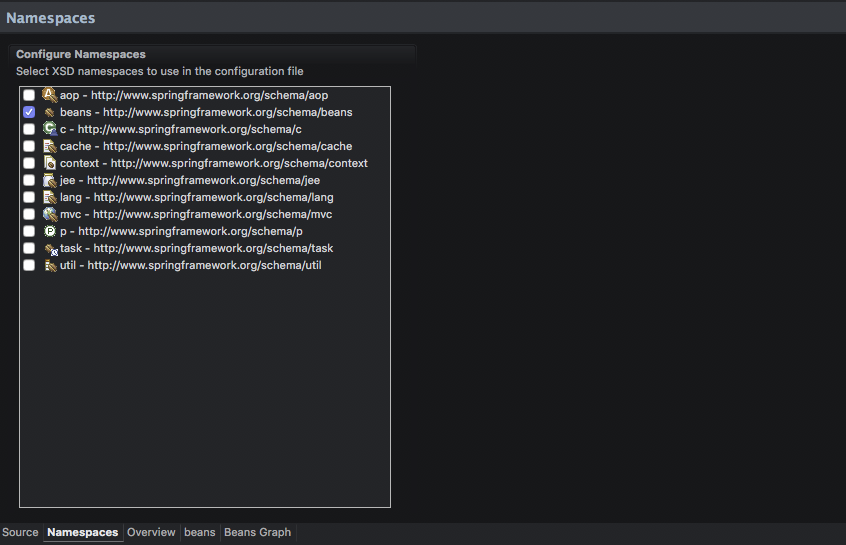 Namespaces
Configure Namespaces
Select XSD namespaces to use in the configuration file
aop - http://www.springframework.org/schema/aop
beans - http://www.springframework.org/schema/beans
c - http://www.springframework.org/schema/c
cache - http://www.springframework.org/schema/cache
context - http://www.springframework.org/schema/context
jee - http://www.springframework.org/schema/jee
lang - http://www.springframework.org/schema/lang
mvc - http://www.springframework.org/schema/mvc
p - http://www.springframework.org/schema/p
task - http://www.springframework.org/schema/task
util - http://www.springframework.org/schema/util
Source Namespaces Overview beans Beans Graph